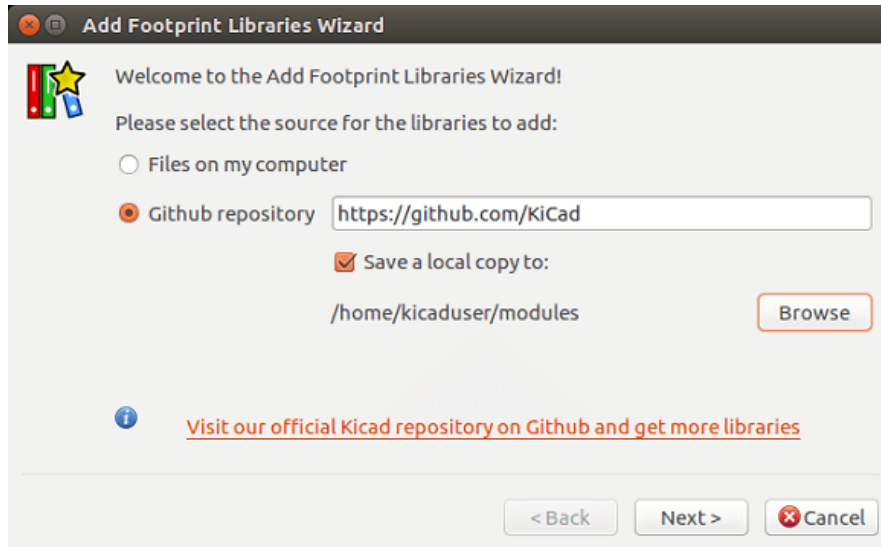 Add Footprint Libraries Wizard
Welcome to the Add Footprint Libraries Wizard!
Please select the source for the libraries to add:
Files on my computer
Github repository https://github.com/KiCad
Save a local copy to:
/home/kicaduser/modules Browse
Visit our official Kicad repository on Github and get more libraries
< Back Next > Cancel